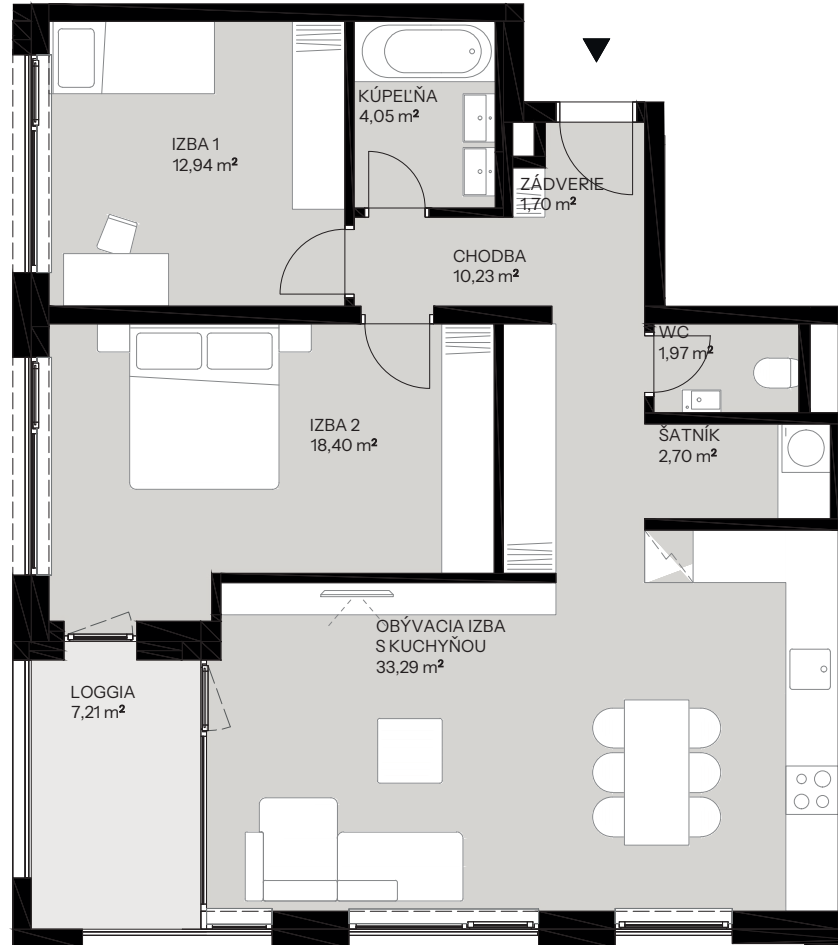 KÚPEĽŇA
4,05 m²
IZBA 1
12,94 m²
ZÁDVERIE
1,70 m²
CHODBA
10,23 m²
WC
1,97 m²
IZBA 2
18,40 m²
ŠATNÍK
2,70 m²
OBÝVACIA IZBA
S KUCHYŇOU
33,29 m²
LOGGIA
7,21 m²